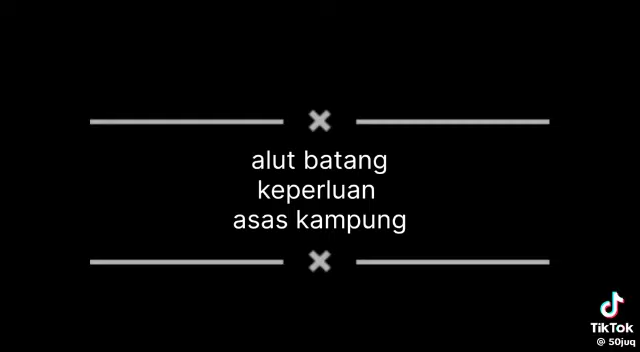 alut batang
keperluan
asas kampung
TikTok
@ 50juq